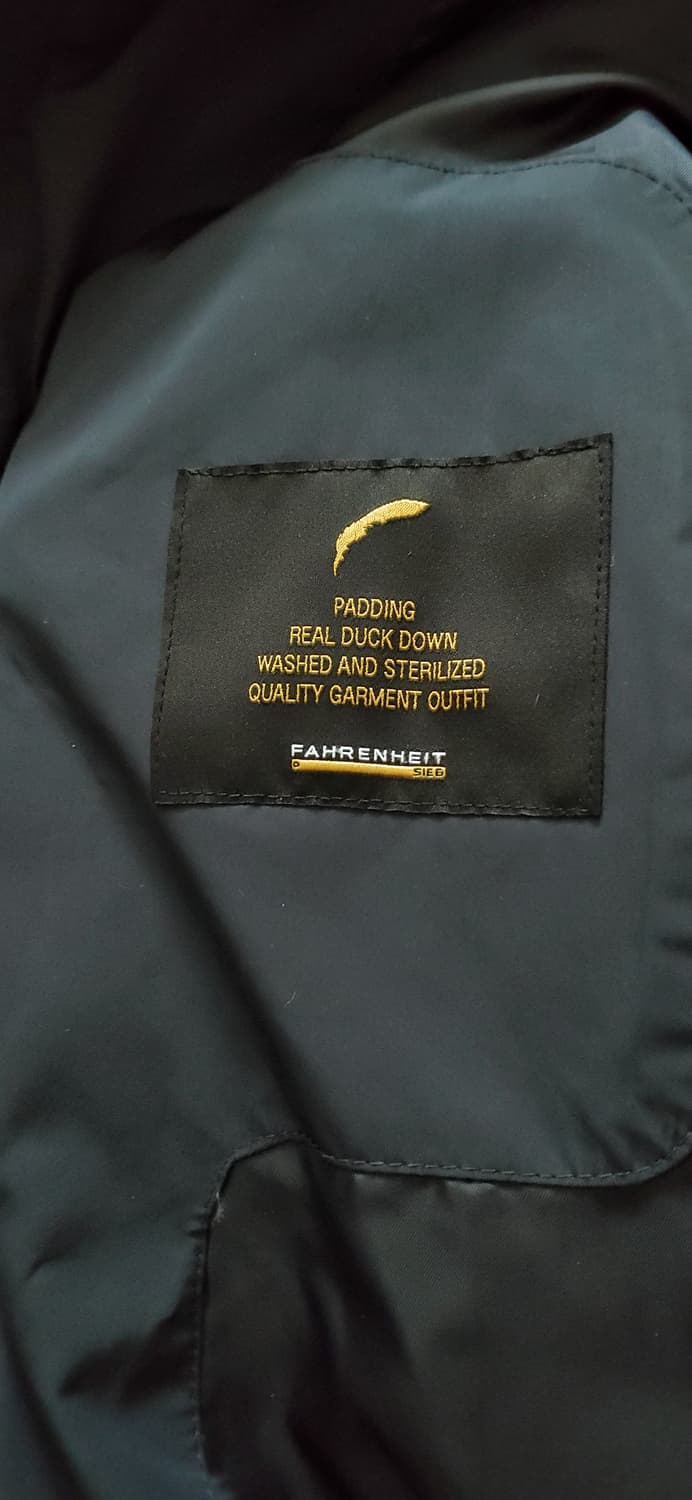 PADDING
REAL DUCK DOWN
WASHED AND STERILIZED
QUALITY GARMENT OUTFIT
FAHRENHEIT
SIEB